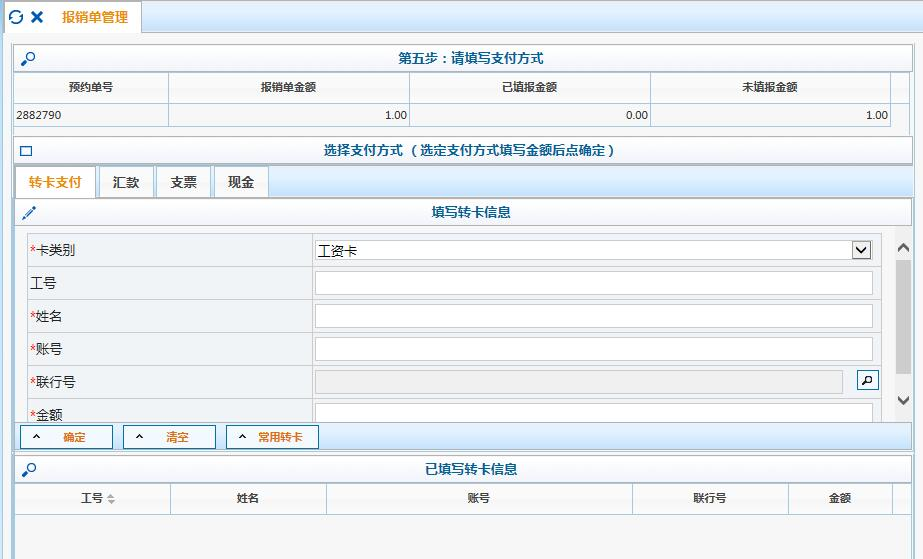 报销单管理
第五步：请填写支付方式
预约单号 报销单金额 已填报金额 未填报金额
2882790 1.00 0.00 1.00
选择支付方式 （选定支付方式填写金额后点确定）
转卡支付 汇款 支票 现金
填写转卡信息
*卡类别 工资卡
工号
*姓名
*账号
*联行号
*金额
确定 清空 常用转卡
已填写转卡信息
工号 姓名 账号 联行号 金额